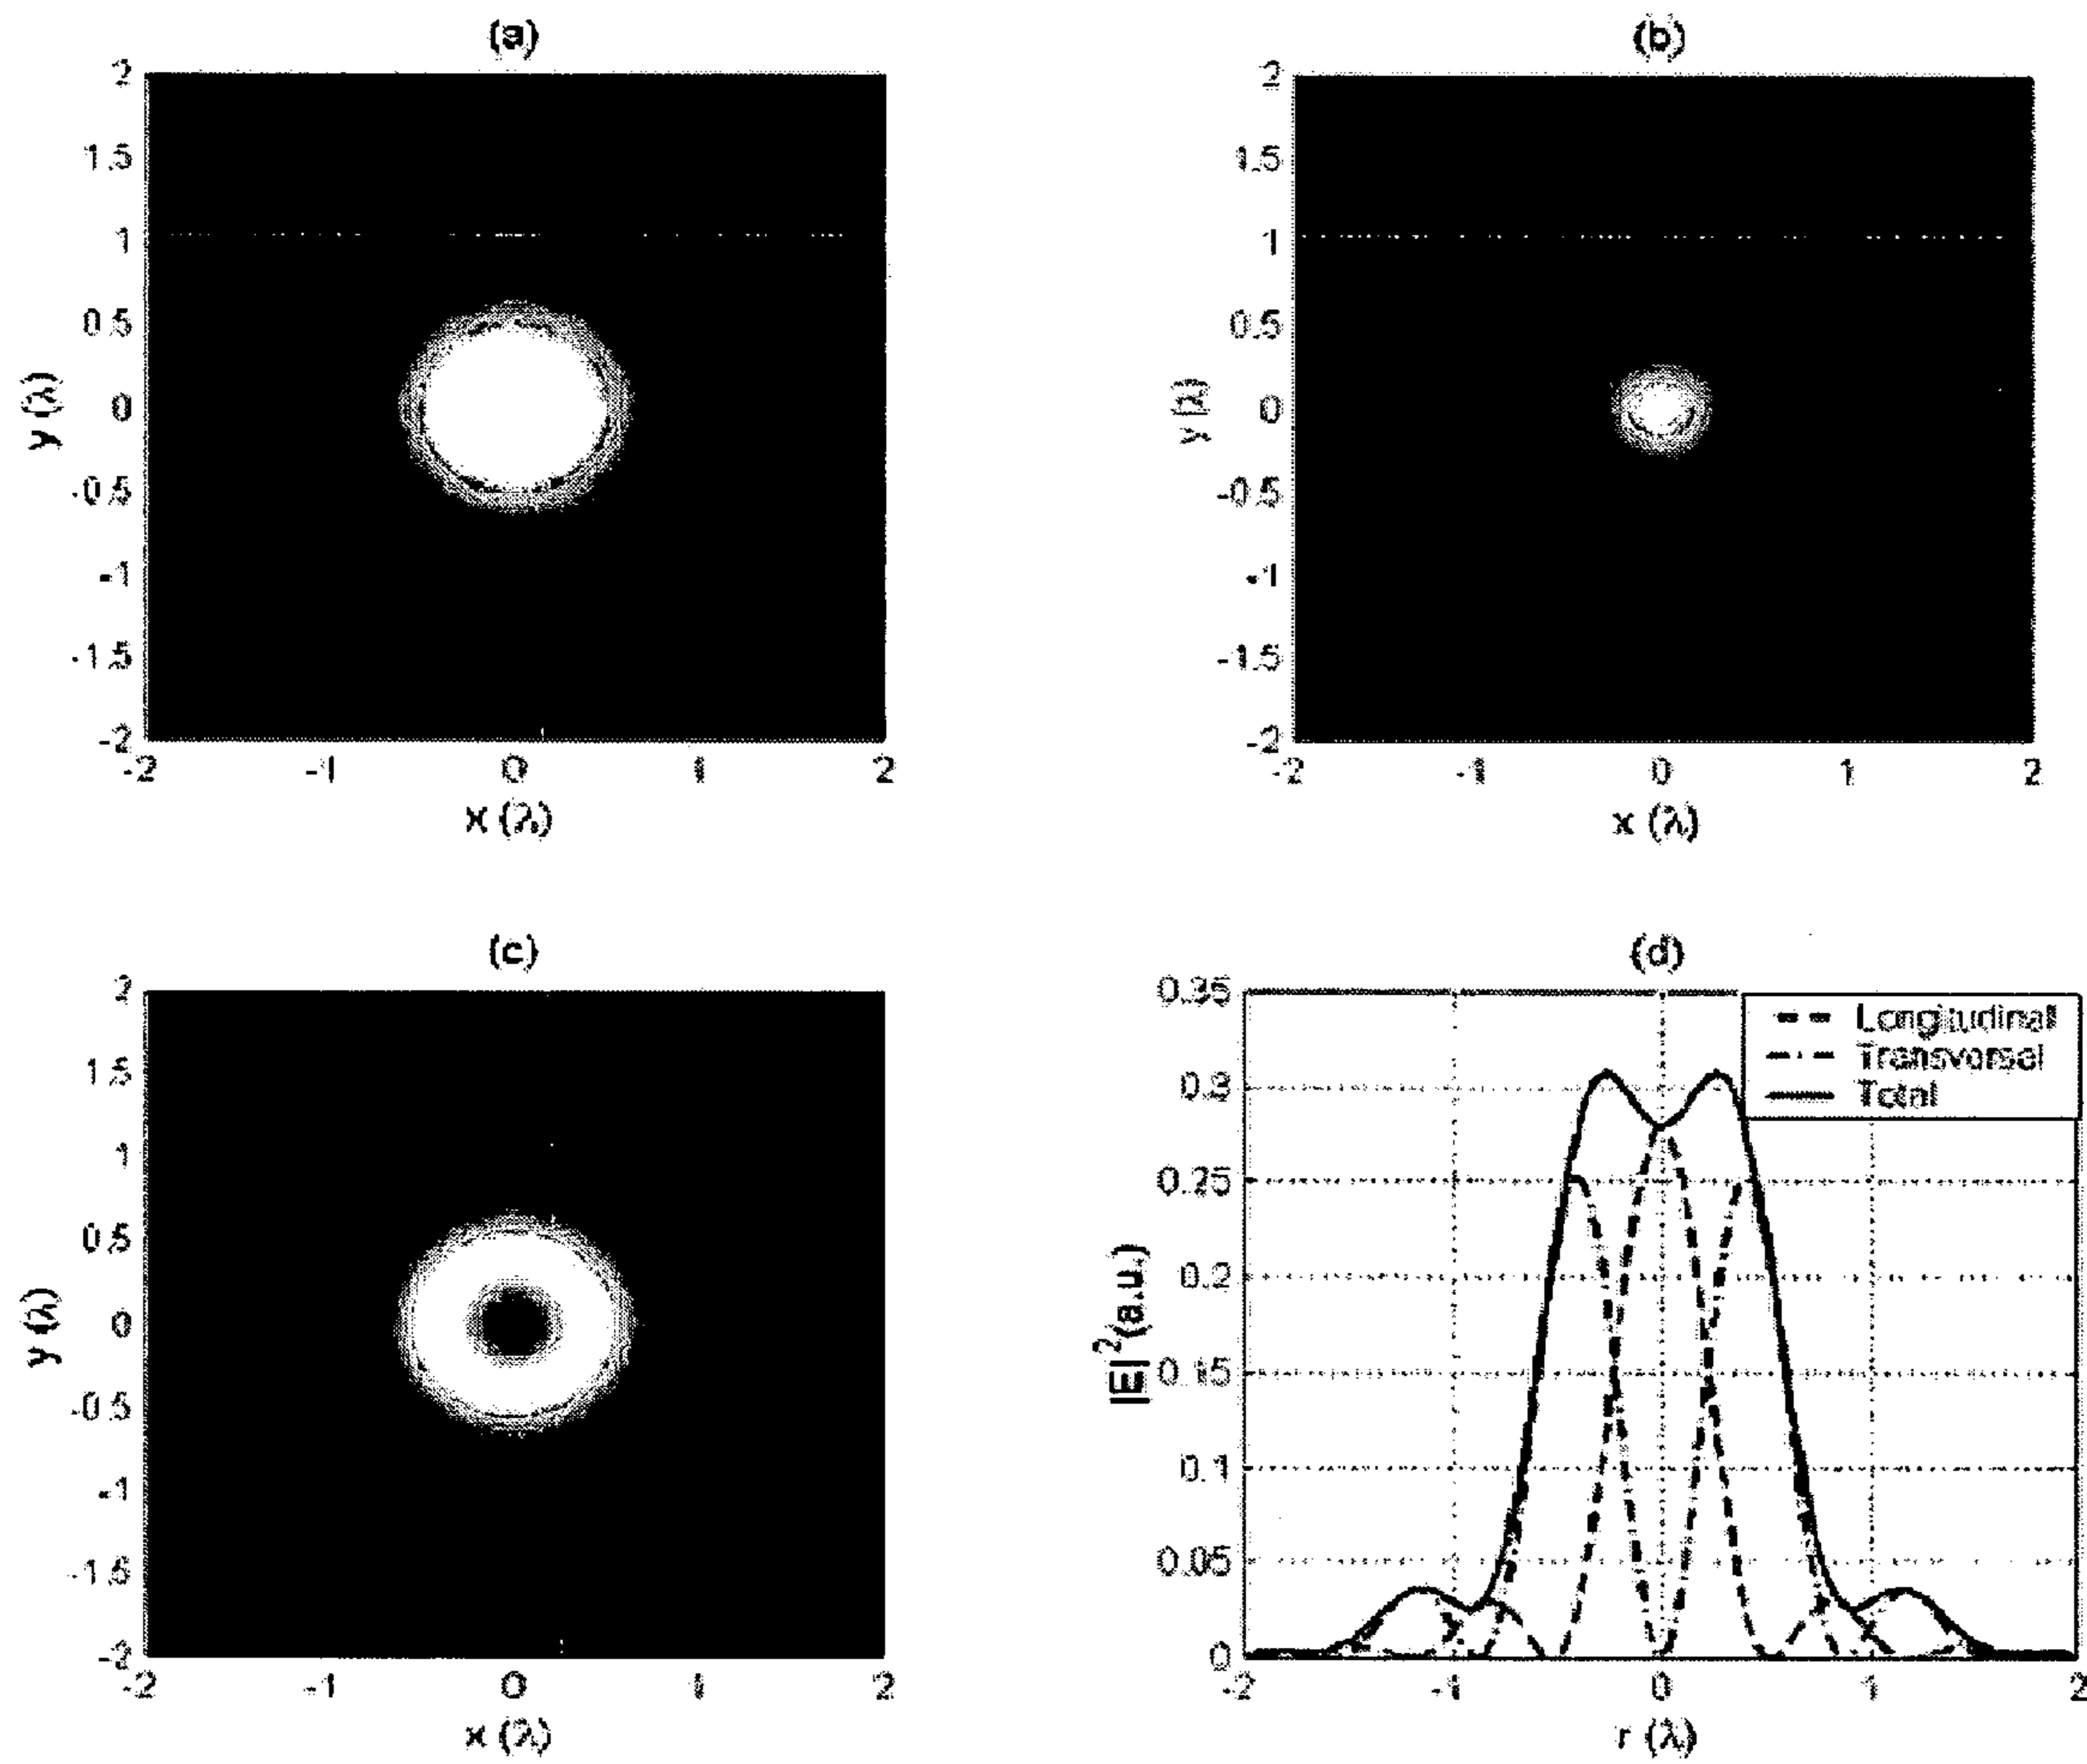 (a)
2
1.5
1
0.5
0
-0.5
-1
-1.5
-2
-2 -1 0 1 2
y (λ)
x (λ)
(b)
2
1.5
1
0.5
0
-0.5
-1
-1.5
-2
-2 -1 0 1 2
y (λ)
x (λ)
(c)
2
1.5
1
0.5
0
-0.5
-1
-1.5
-2
-2 -1 0 1 2
y (λ)
x (λ)
(d)
0.35
0.3
0.25
0.2
0.15
0.1
0.05
0
-2 -1 0 1 2
|E|²(a.u.)
r (λ)
Longitudinal
Transversal
Total